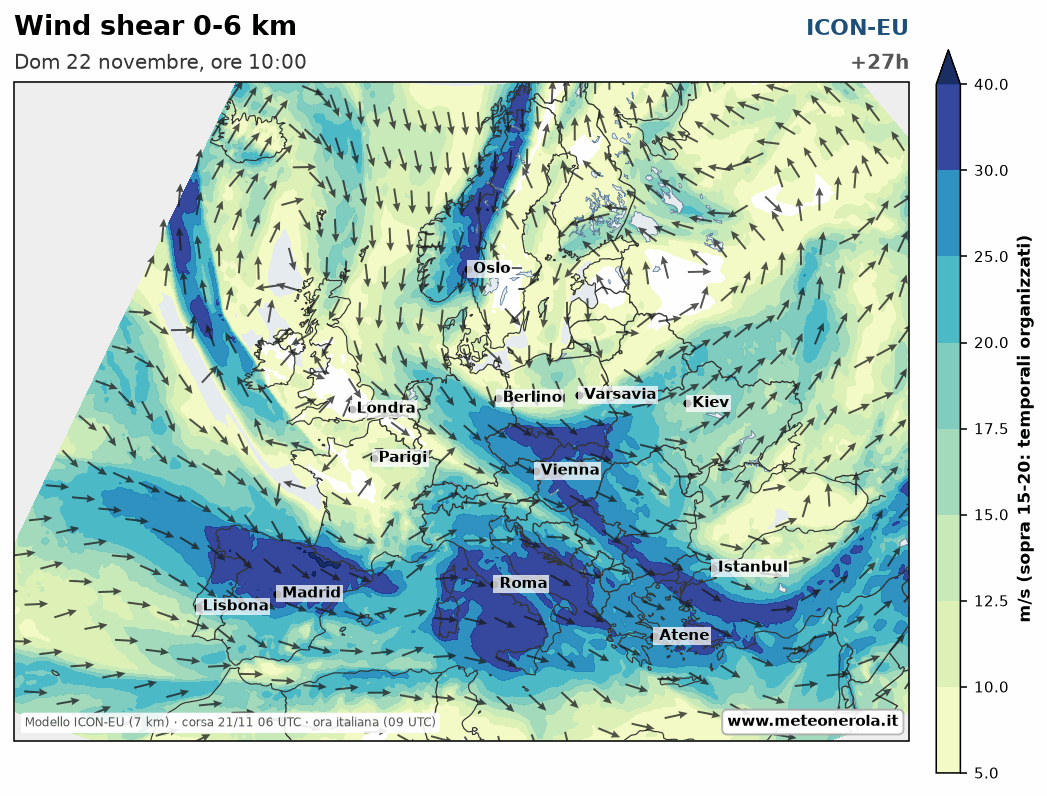 Wind shear 0-6 km
ICON-EU
Dom 22 novembre, ore 10:00
+27h
40.0
30.0
25.0
20.0
17.5
15.0
12.5
10.0
5.0
m/s (sopra 15-20: temporali organizzati)
Oslo
Berlino
Varsavia
Kiev
Londra
Parigi
Vienna
Istanbul
Roma
Madrid
Lisbona
Atene
Modello ICON-EU (7 km) · corsa 21/11 06 UTC · ora italiana (09 UTC)
www.meteonerola.it